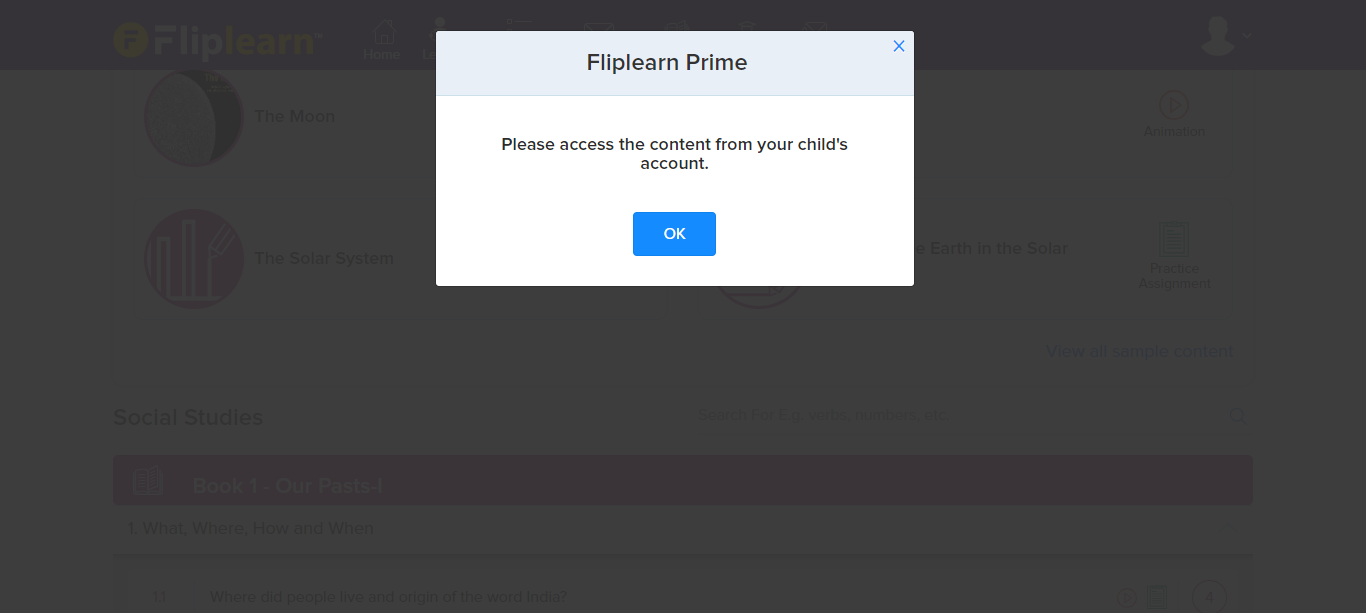 Fliplearn™
Home
Fliplearn Prime
Please access the content from your child's
account.
OK
The Moon
Animation
The Solar System
e Earth In the Solar
Practice
Assignment
View all sample content
Social Studies
Search For E.g. verbs, numbers, etc.
Book 1 - Our Pasts-I
1. What, Where, How and When
1.1 Where did people live and origin of the word India?
4